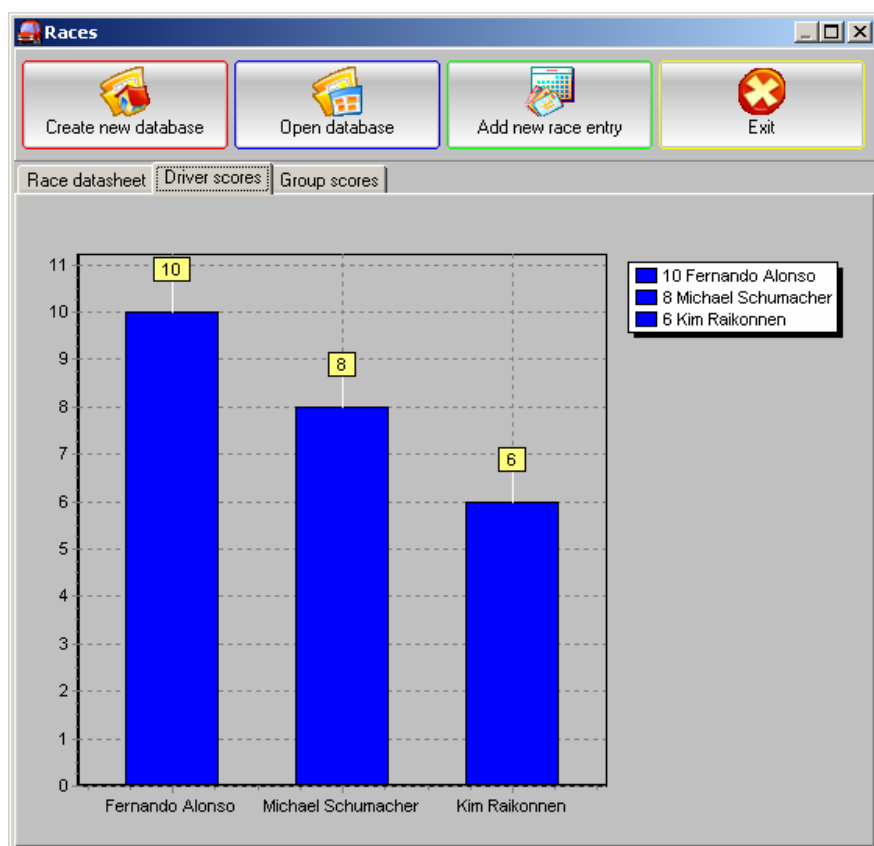 Races
Create new database Open database Add new race entry Exit
Race datasheet Driver scores Group scores
11
10
9
8
7
6
5
4
3
2
1
0
10
8
6
Fernando Alonso Michael Schumacher Kim Raikonnen
10 Fernando Alonso
8 Michael Schumacher
6 Kim Raikonnen